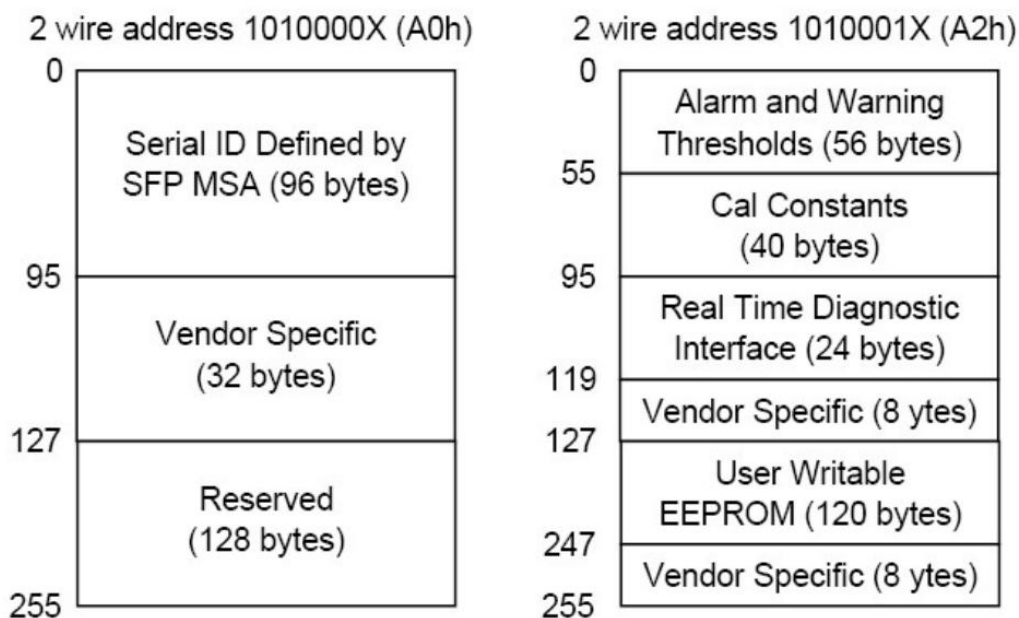 2 wire address 1010000X (A0h)
0
Serial ID Defined by
SFP MSA (96 bytes)
95
Vendor Specific
(32 bytes)
127
Reserved
(128 bytes)
255
2 wire address 1010001X (A2h)
0
Alarm and Warning
Thresholds (56 bytes)
55
Cal Constants
(40 bytes)
95
Real Time Diagnostic
Interface (24 bytes)
119
Vendor Specific (8 ytes)
127
User Writable
EEPROM (120 bytes)
247
Vendor Specific (8 ytes)
255